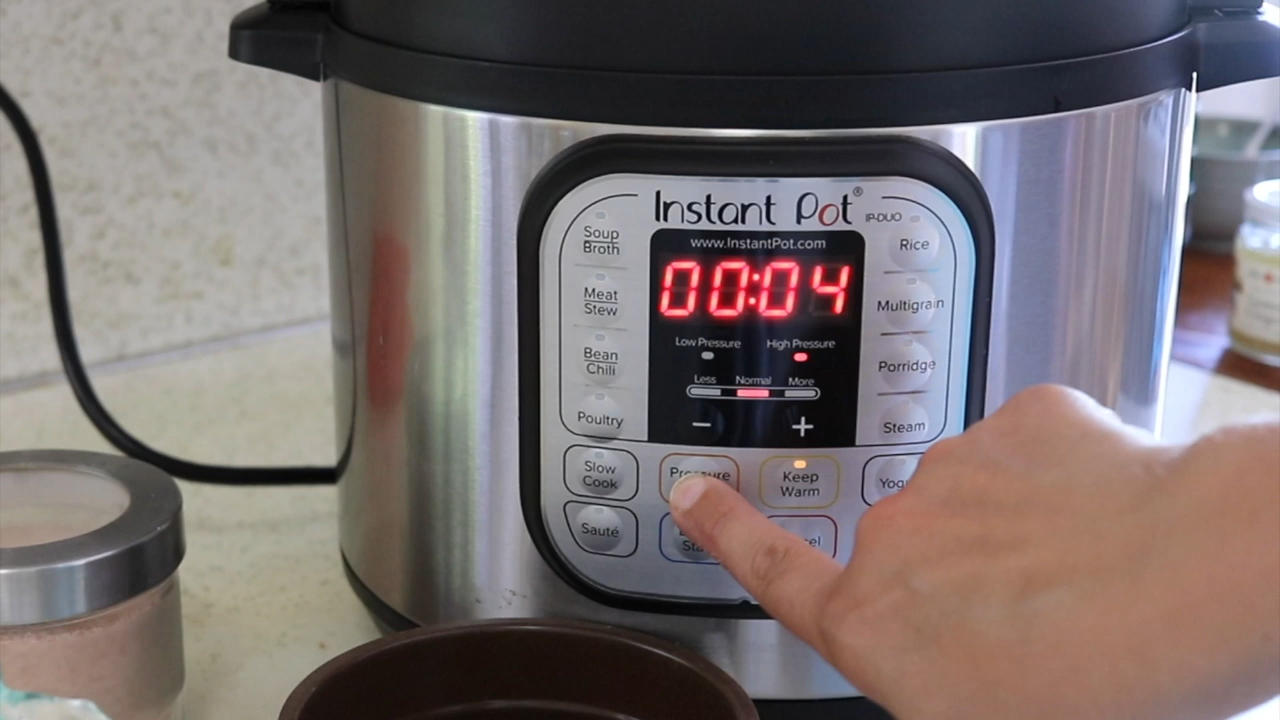 Instant Pot®
IP-DUO
www.InstantPot.com
00:04
Low Pressure
High Pressure
Less
Normal
More
−
+
Soup
Broth
Meat
Stew
Bean
Chili
Poultry
Rice
Multigrain
Porridge
Steam
Slow
Cook
Pressure
Keep
Warm
Sauté